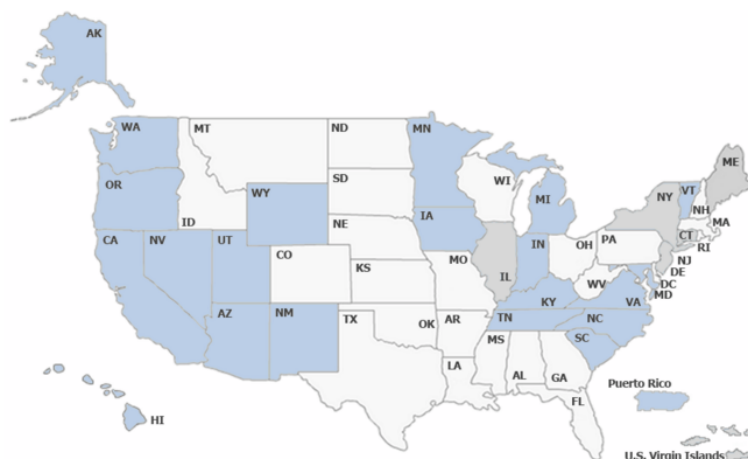 AK
WA
MT
ND
MN
ME
OR
ID
WY
SD
WI
MI
NY
VT
NH
MA
CT
RI
CA
NV
UT
CO
NE
IA
IL
IN
OH
PA
NJ
DE
DC
MD
KS
MO
WV
KY
VA
AZ
NM
TX
OK
AR
TN
NC
SC
MS
LA
AL
GA
FL
HI
Puerto Rico
U.S. Virgin Islands